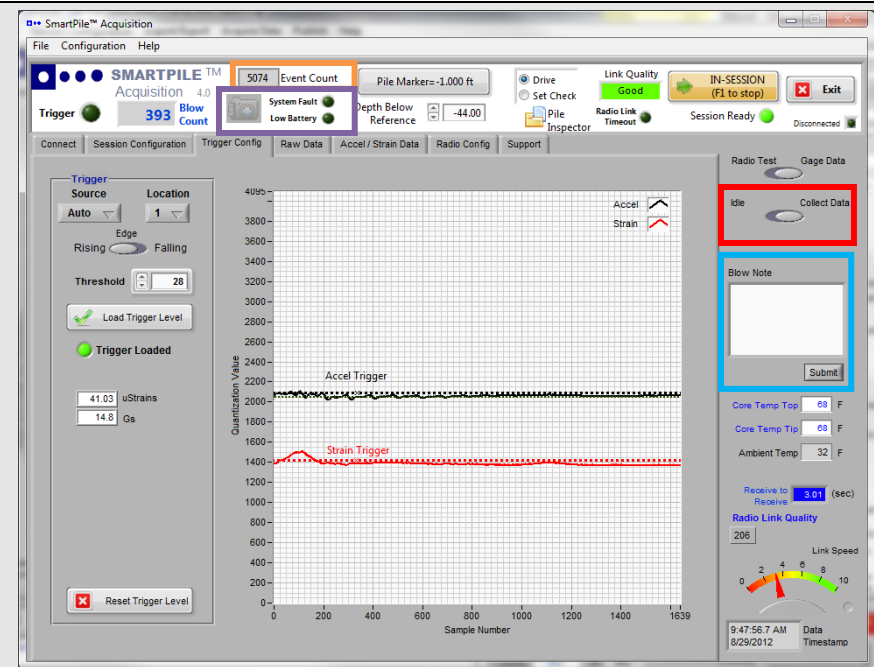 SmartPile™ Acquisition
File Configuration Help
SMARTPILE TM
Acquisition 4.0
Trigger
393 Blow Count
5074 Event Count
System Fault
Low Battery
Pile Marker=-1.000 ft
Depth Below Reference -44.00
Drive
Set Check
Pile Inspector
Link Quality
Good
Radio Link Timeout
IN-SESSION
(F1 to stop)
Session Ready
Exit
Disconnected
Connect Session Configuration Trigger Config Raw Data Accel / Strain Data Radio Config Support
Trigger
Source Location
Auto 1
Edge
Rising Falling
Threshold 28
Load Trigger Level
Trigger Loaded
41.03 uStrains
14.8 Gs
Reset Trigger Level
Quantization Value
4095
3800
3600
3400
3200
3000
2800
2600
2400
2200
2000
1800
1600
1400
1200
1000
800
600
400
200
0
Accel
Strain
Accel Trigger
Strain Trigger
0 200 400 600 800 1000 1200 1400 1639
Sample Number
Radio Test Gage Data
Idle Collect Data
Blow Note
Submit
Core Temp Top 68 F
Core Temp Tip 68 F
Ambient Temp 32 F
Receive to Receive 3.01 (sec)
Radio Link Quality
206
Link Speed
0 2 4 6 8 10
9:47:56.7 AM
8/29/2012
Data
Timestamp